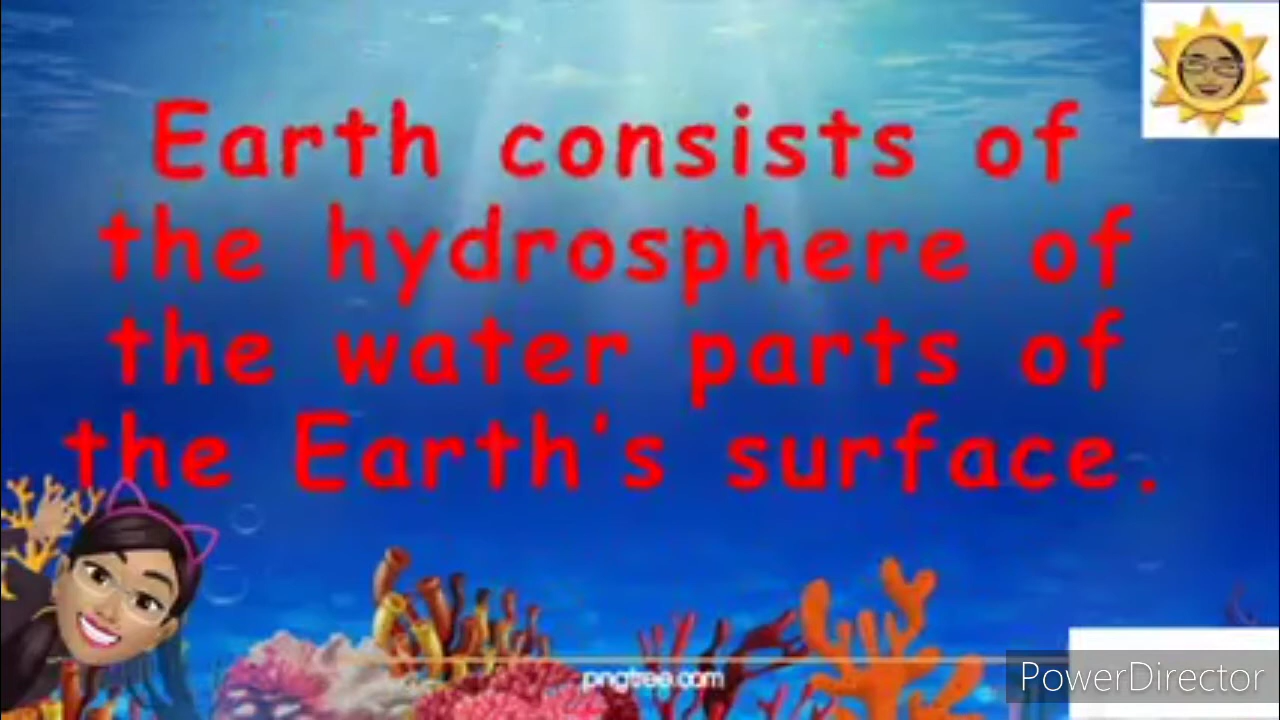 Earth consists of
the hydrosphere of
the water parts of
the Earth's surface.
pngtree.com
PowerDirector